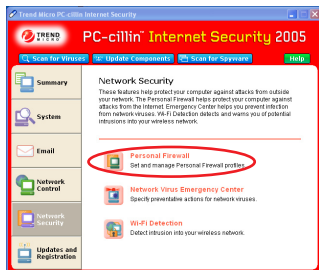 Trend Micro PC-cillin Internet Security
TREND MICRO
PC-cillin Internet Security 2005
Scan for Viruses
Update Components
Scan for Spyware
Help
Summary
System
Email
Network Control
Network Security
Updates and Registration
Network Security
These features help protect your computer against attacks from outside
your network. The Personal Firewall helps protect your computer against
attacks from the Internet. Emergency Center helps you prevent infection
from network viruses. Wi-Fi Detection detects and warns you of potential
intrusions into your wireless network.
Personal Firewall
Set and manage Personal Firewall profiles.
Network Virus Emergency Center
Specify preventative actions for network viruses.
Wi-Fi Detection
Detect intrusion into your wireless network.